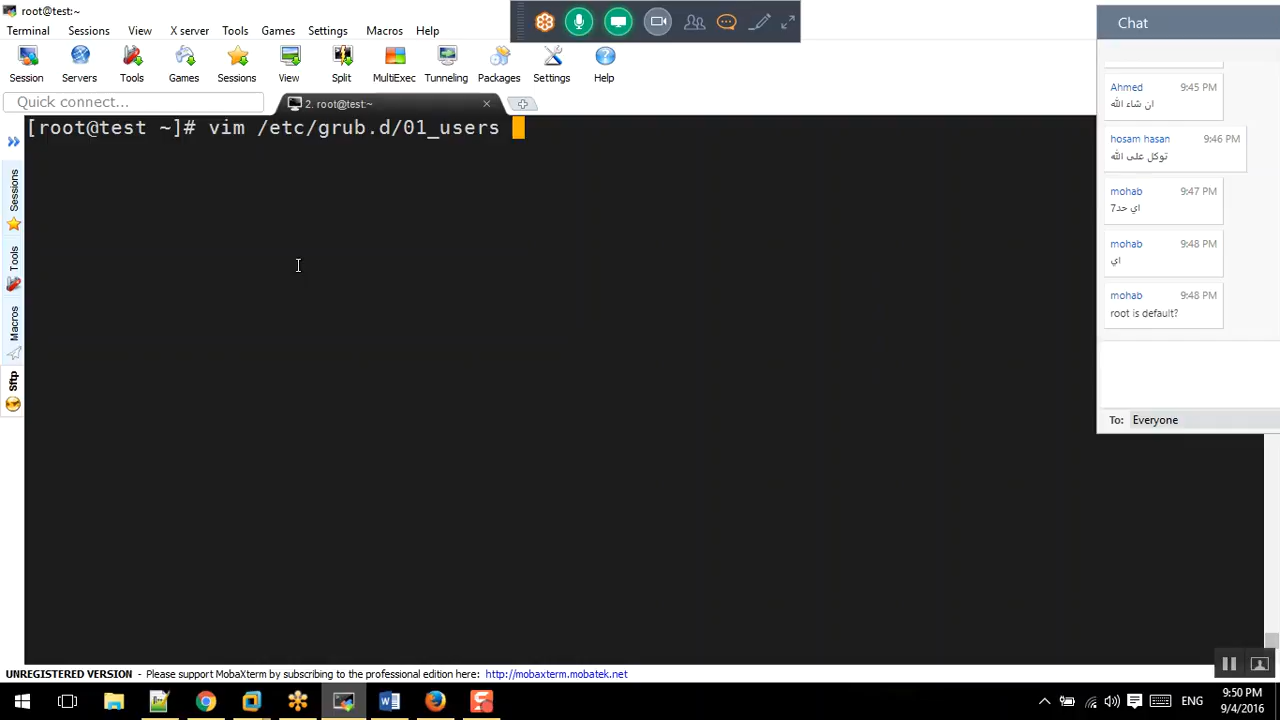 root@test:~
Terminal Sessions View X server Tools Games Settings Macros Help
Session Servers Tools Games Sessions View Split MultiExec Tunneling Packages Settings Help
Quick connect...
2. root@test:~
[root@test ~]# vim /etc/grub.d/01_users
Sessions
Tools
Macros
Sftp
Chat
Ahmed 9:45 PM
ان شاء الله
hosam hasan 9:46 PM
توكل على الله
mohab 9:47 PM
اي حد7
mohab 9:48 PM
اي
mohab 9:48 PM
root is default?
To: Everyone
UNREGISTERED VERSION - Please support MobaXterm by subscribing to the professional edition here: http://mobaxterm.mobatek.net
ENG
9:50 PM
9/4/2016